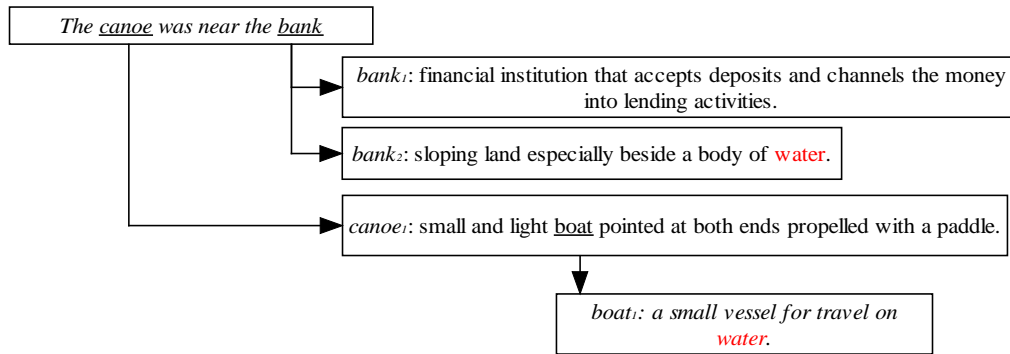 The canoe was near the bank
bank₁: financial institution that accepts deposits and channels the money
into lending activities.
bank₂: sloping land especially beside a body of water.
canoe₁: small and light boat pointed at both ends propelled with a paddle.
boat₁: a small vessel for travel on
water.